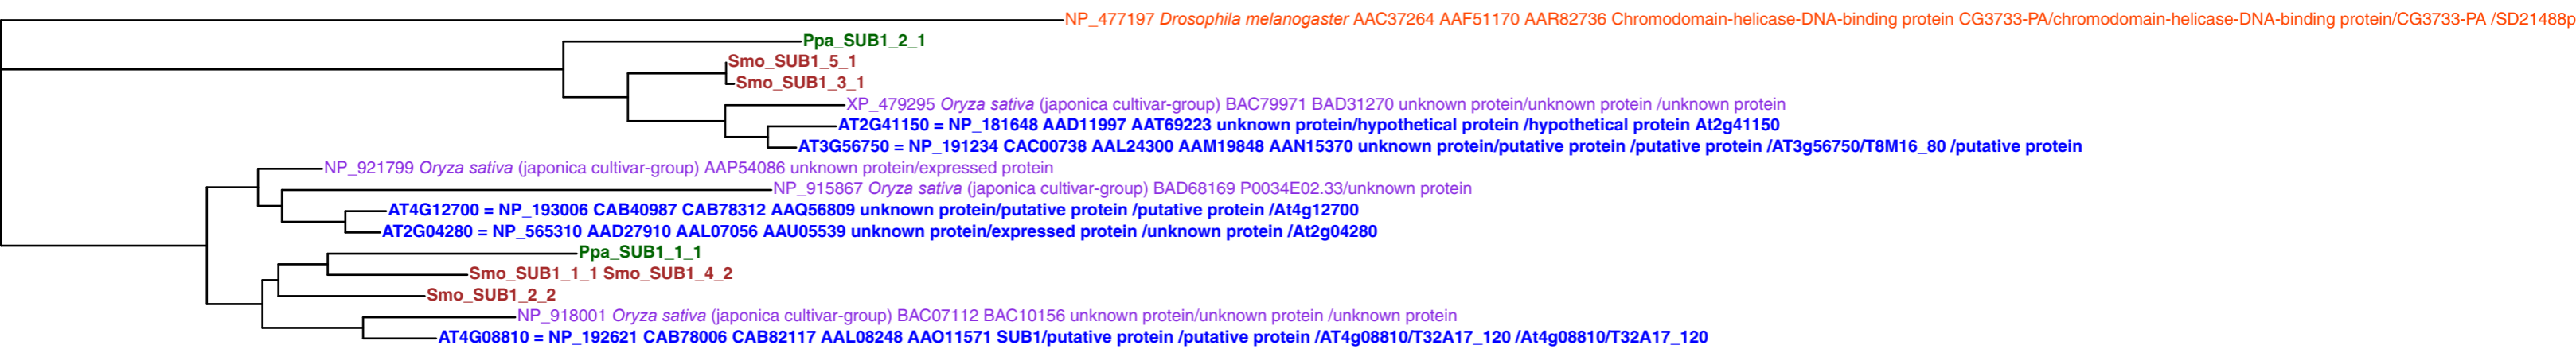 NP_477197 Drosophila melanogaster AAC37264 AAF51170 AAR82736 Chromodomain-helicase-DNA-binding protein CG3733-PA/chromodomain-helicase-DNA-binding protein/CG3733-PA /SD21488p
Ppa_SUB1_2_1
Smo_SUB1_5_1
Smo_SUB1_3_1
XP_479295 Oryza sativa (japonica cultivar-group) BAC79971 BAD31270 unknown protein/unknown protein /unknown protein
AT2G41150 = NP_181648 AAD11997 AAT69223 unknown protein/hypothetical protein /hypothetical protein At2g41150
AT3G56750 = NP_191234 CAC00738 AAL24300 AAM19848 AAN15370 unknown protein/putative protein /putative protein /AT3g56750/T8M16_80 /putative protein
NP_921799 Oryza sativa (japonica cultivar-group) AAP54086 unknown protein/expressed protein
NP_915867 Oryza sativa (japonica cultivar-group) BAD68169 P0034E02.33/unknown protein
AT4G12700 = NP_193006 CAB40987 CAB78312 AAQ56809 unknown protein/putative protein /putative protein /At4g12700
AT2G04280 = NP_565310 AAD27910 AAL07056 AAU05539 unknown protein/expressed protein /unknown protein /At2g04280
Ppa_SUB1_1_1
Smo_SUB1_1_1 Smo_SUB1_4_2
Smo_SUB1_2_2
NP_918001 Oryza sativa (japonica cultivar-group) BAC07112 BAC10156 unknown protein/unknown protein /unknown protein
AT4G08810 = NP_192621 CAB78006 CAB82117 AAL08248 AAO11571 SUB1/putative protein /putative protein /AT4g08810/T32A17_120 /At4g08810/T32A17_120